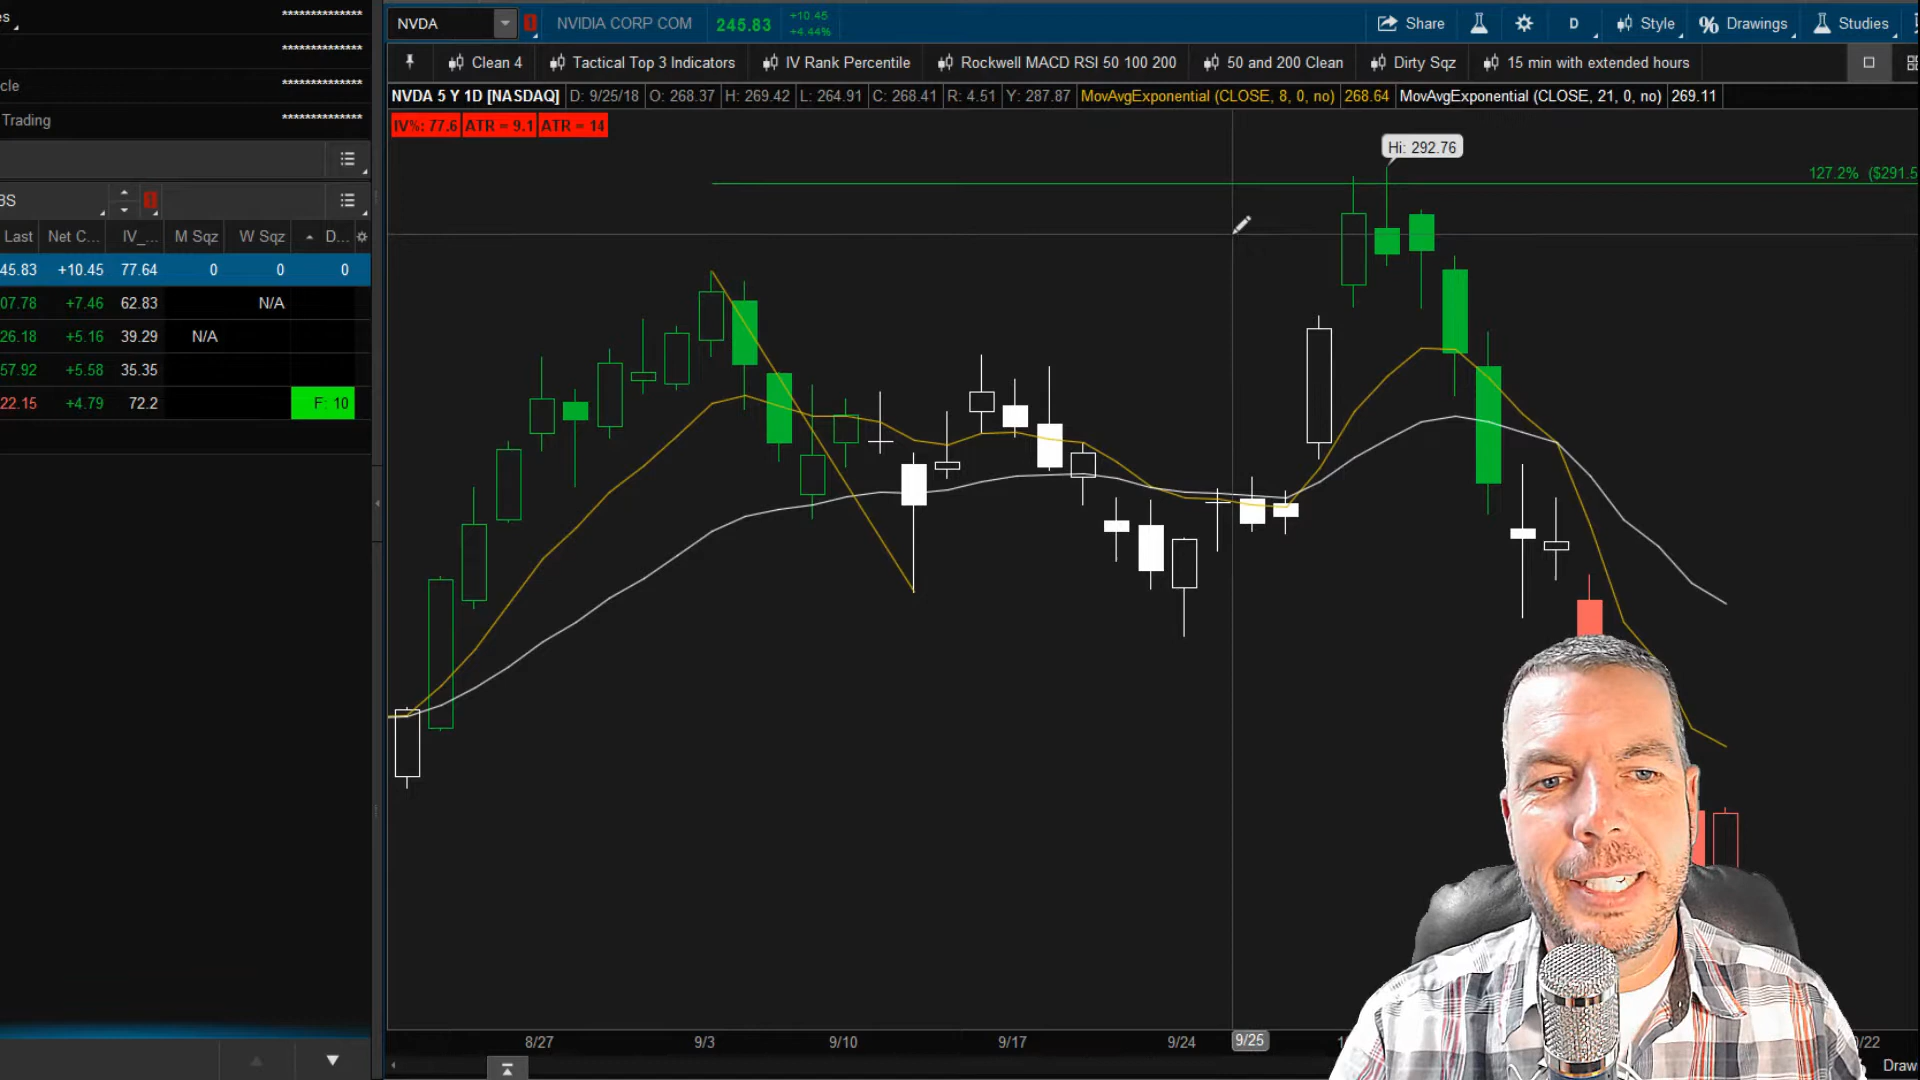 NVDA
1
NVIDIA CORP COM
245.83
+10.45
+4.44%
Share
D
Style
Drawings
Studies
Clean 4
Tactical Top 3 Indicators
IV Rank Percentile
Rockwell MACD RSI 50 100 200
50 and 200 Clean
Dirty Sqz
15 min with extended hours
NVDA 5 Y 1D [NASDAQ] D: 9/25/18 O: 268.37 H: 269.42 L: 264.91 C: 268.41 R: 4.51 Y: 287.87 MovAvgExponential (CLOSE, 8, 0, no) 268.64 MovAvgExponential (CLOSE, 21, 0, no) 269.11
IV%: 77.6 ATR = 9.1 ATR = 14
Hi: 292.76
127.2% ($291.5
**************
**************
cle **************
Trading **************
BS
1
Last Net C... IV_... M Sqz W Sqz D...
45.83 +10.45 77.64 0 0 0
07.78 +7.46 62.83 N/A
26.18 +5.16 39.29 N/A
57.92 +5.58 35.35
22.15 +4.79 72.2 F: 10
8/27 9/3 9/10 9/17 9/24 9/25 /22
Draw